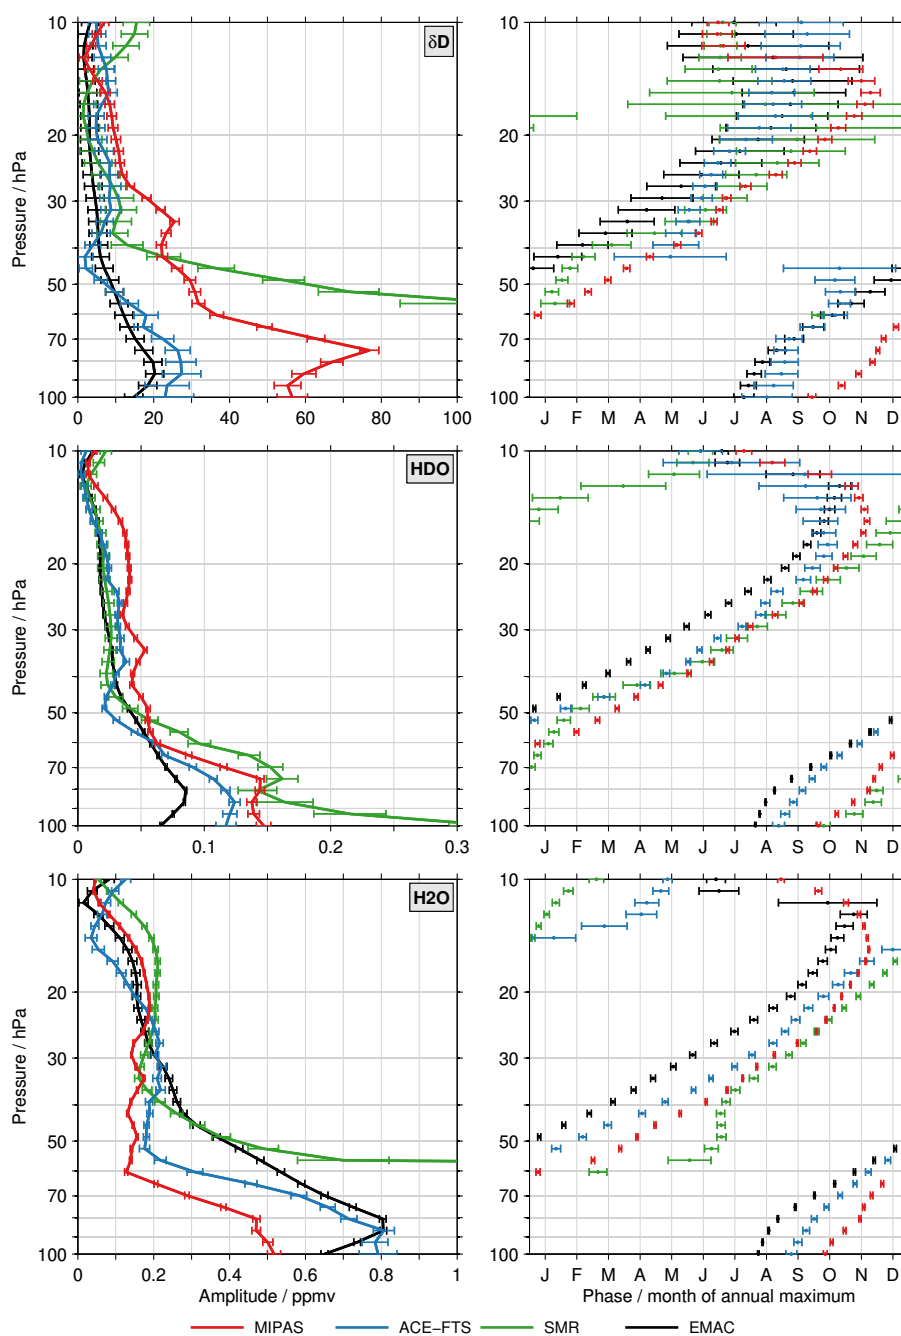 δD
10
20
30
50
70
100
Pressure / hPa
0 20 40 60 80 100
10
20
30
50
70
100
J F M A M J J A S O N D
HDO
10
20
30
50
70
100
Pressure / hPa
0 0.1 0.2 0.3
10
20
30
50
70
100
J F M A M J J A S O N D
H2O
10
20
30
50
70
100
Pressure / hPa
0 0.2 0.4 0.6 0.8 1
Amplitude / ppmv
10
20
30
50
70
100
J F M A M J J A S O N D
Phase / month of annual maximum
MIPAS ACE−FTS SMR EMAC